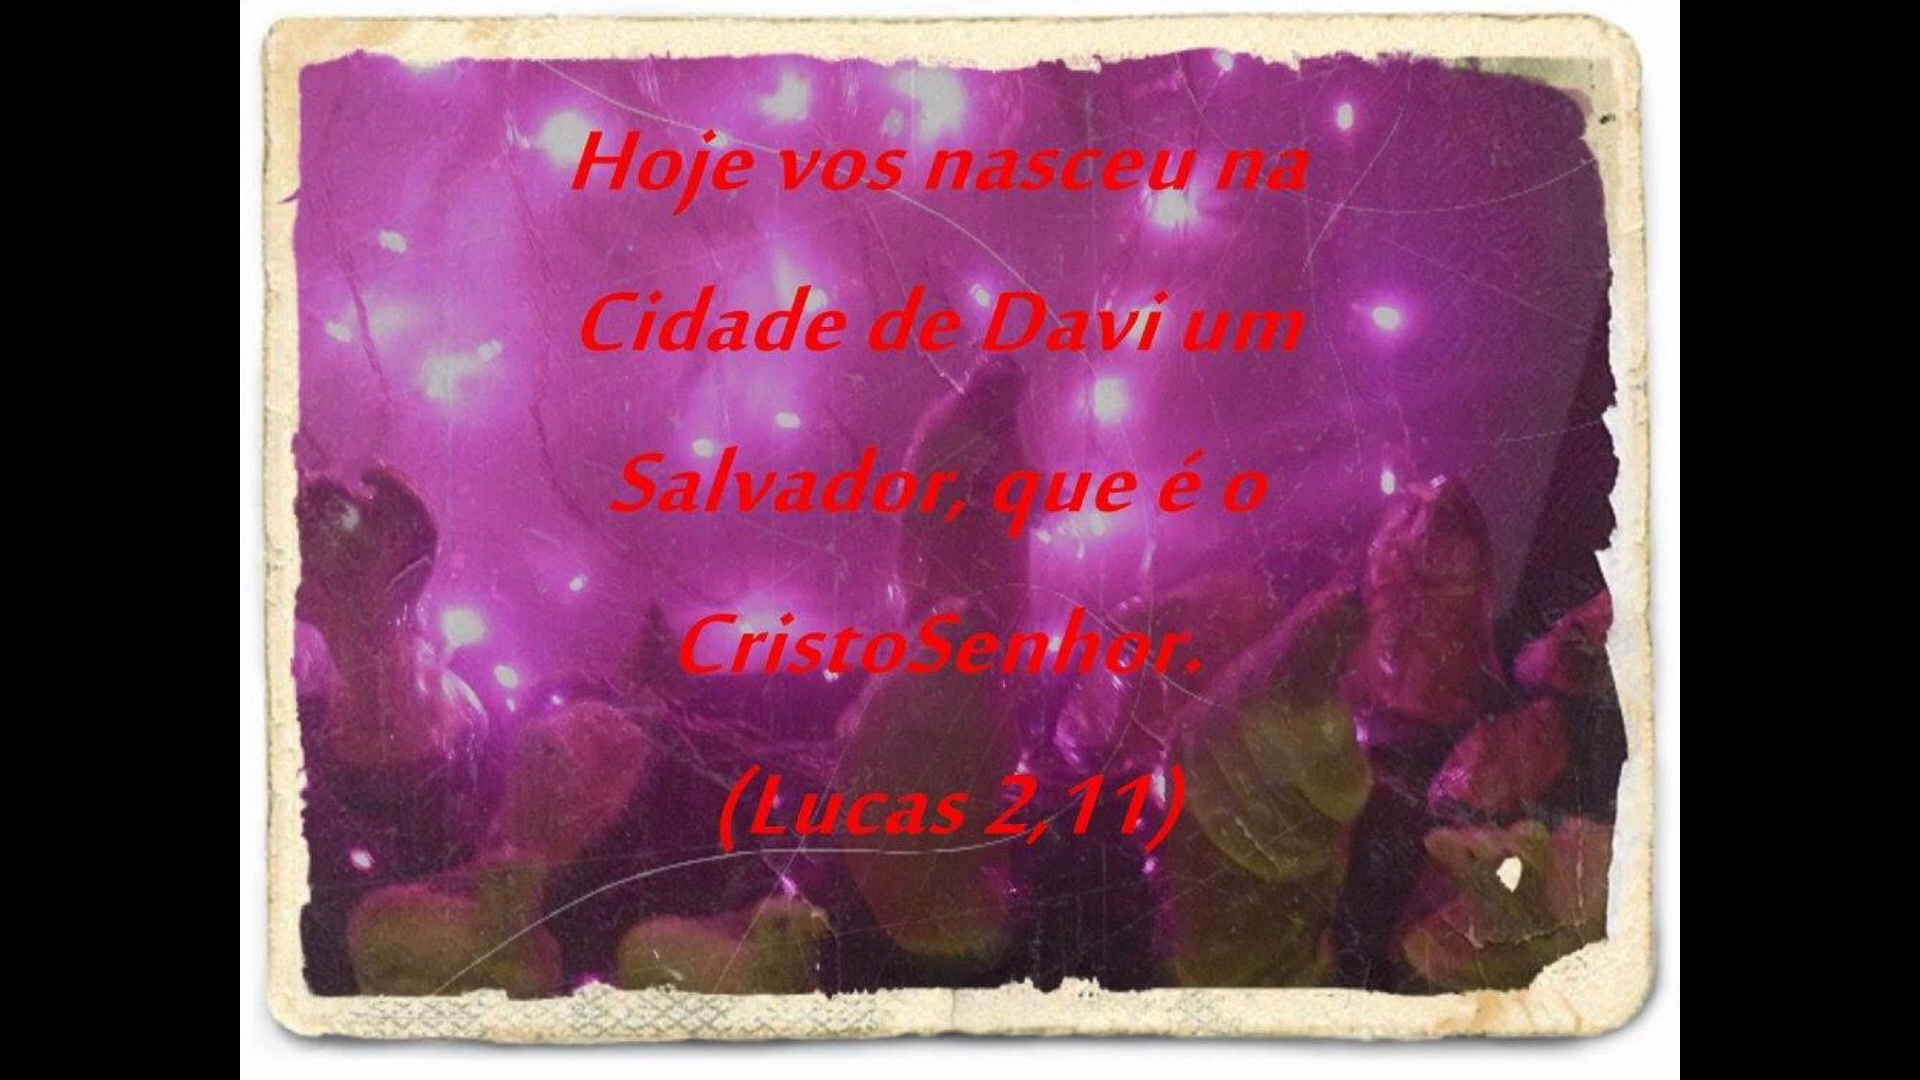 Hoje vos nasceu na
Cidade de Davi um
Salvador, que é o
CristoSenhor.
(Lucas 2,11)